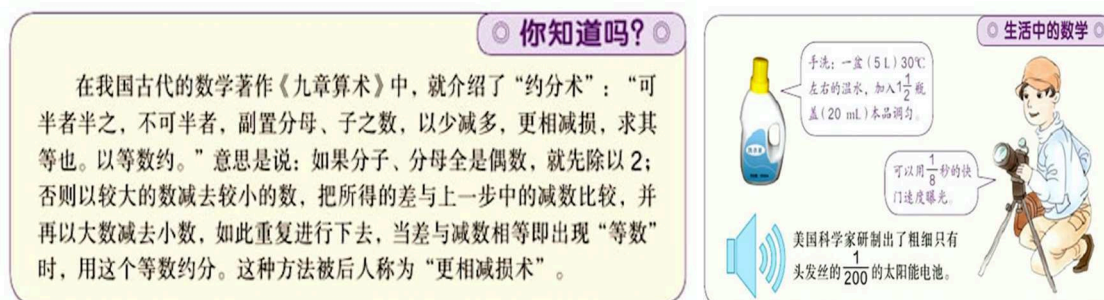 你知道吗?
在我国古代的数学著作《九章算术》中，就介绍了“约分术”：“可
半者半之，不可半者，副置分母、子之数，以少减多，更相减损，求其
等也。以等数约。”意思是说：如果分子、分母全是偶数，就先除以2；
否则以较大的数减去较小的数，把所得的差与上一步中的减数比较，并
再以大数减去小数，如此重复进行下去，当差与减数相等即出现“等数”
时，用这个等数约分。这种方法被后人称为“更相减损术”。
生活中的数学
手洗：一盆(5 L)30℃
左右的温水，加入1 1/2 瓶
盖(20 mL)本品调匀。
可以用1/8秒的快
门速度曝光。
美国科学家研制出了粗细只有
头发丝的1/200的太阳能电池。